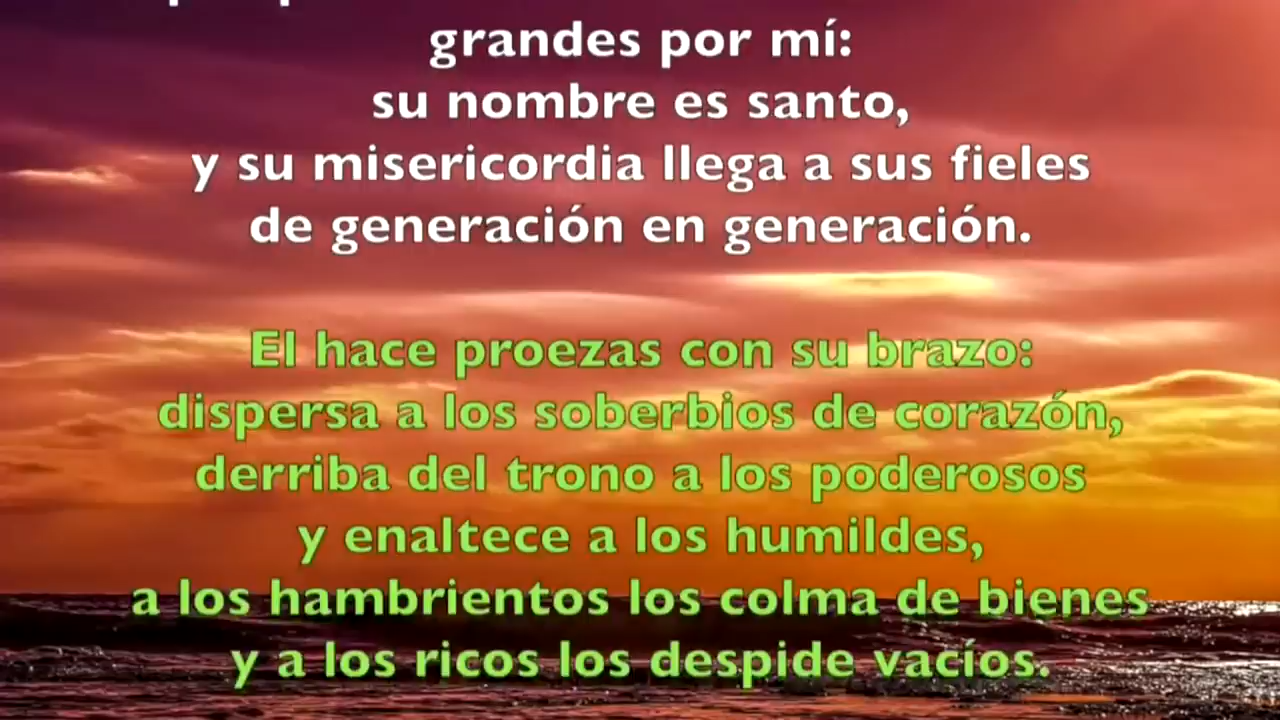 grandes por mí:
su nombre es santo,
y su misericordia llega a sus fieles
de generación en generación.
El hace proezas con su brazo:
dispersa a los soberbios de corazón,
derriba del trono a los poderosos
y enaltece a los humildes,
a los hambrientos los colma de bienes
y a los ricos los despide vacíos.